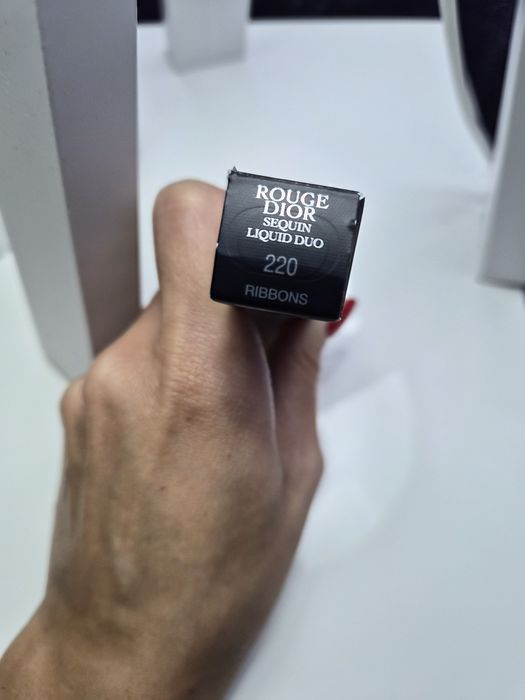 ROUGE
DIOR
SEQUIN
LIQUID DUO
220
RIBBONS